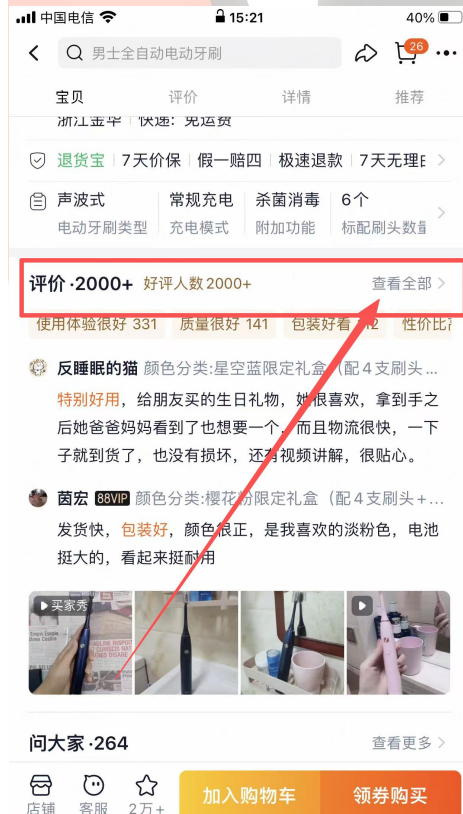 中国电信 15:21 40%
男士全自动电动牙刷 26
宝贝 评价 详情 推荐
浙江金华 快递：免运费
退货宝 7天价保 假一赔四 极速退款 7天无理
声波式 常规充电 杀菌消毒 6个
电动牙刷类型 充电模式 附加功能 标配刷头数量
评价·2000+ 好评人数2000+ 查看全部
使用体验很好 331 质量很好 141 包装好看 性价比
反睡眠的猫 颜色分类:星空蓝限定礼盒（配4支刷头...
特别好用，给朋友买的生日礼物，她很喜欢，拿到手之
后她爸爸妈妈看到了也想要一个，而且物流很快，一下
子就到货了，也没有损坏，还有视频讲解，很贴心。
茵宏 88VIP 颜色分类:樱花粉限定礼盒（配4支刷头+...
发货快，包装好，颜色很正，是我喜欢的淡粉色，电池
挺大的，看起来挺耐用
买家秀
问大家·264 查看更多
店铺 客服 2万+ 加入购物车 领券购买